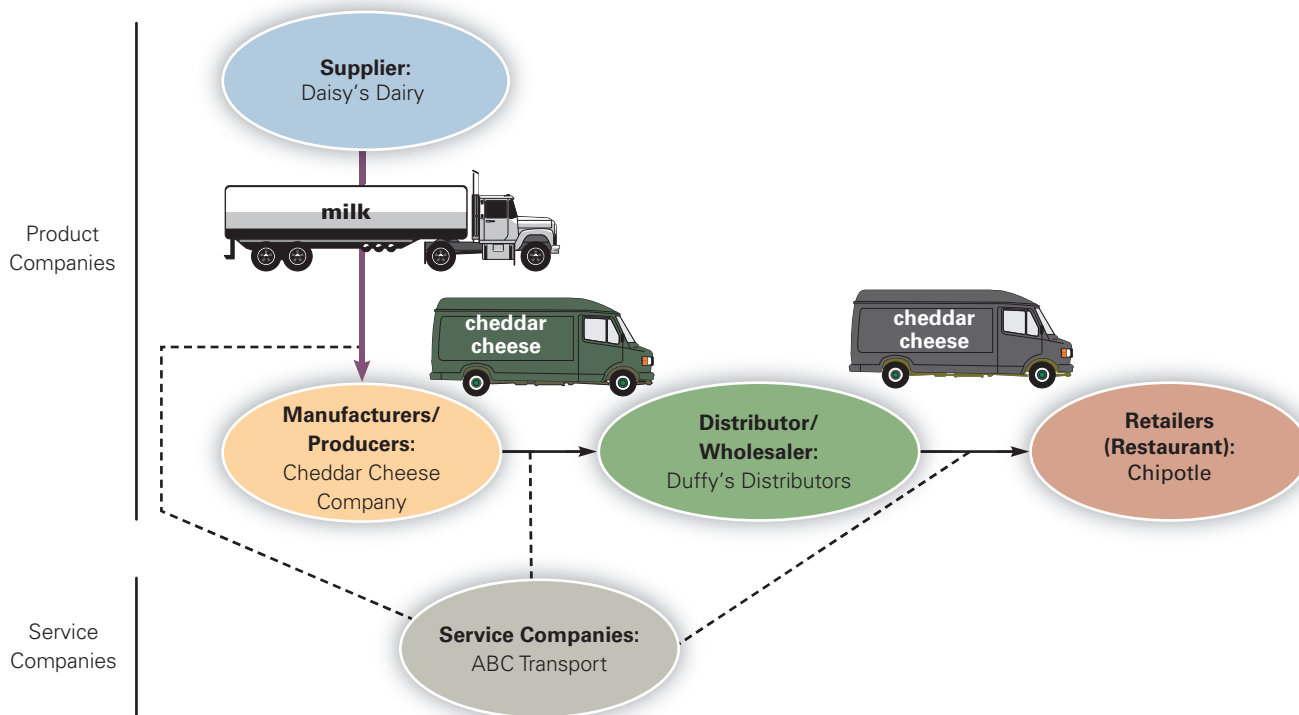 Supplier:
Daisy's Dairy
milk
Product
Companies
cheddar
cheese
cheddar
cheese
Manufacturers/
Producers:
Cheddar Cheese
Company
Distributor/
Wholesaler:
Duffy's Distributors
Retailers
(Restaurant):
Chipotle
Service
Companies
Service Companies:
ABC Transport